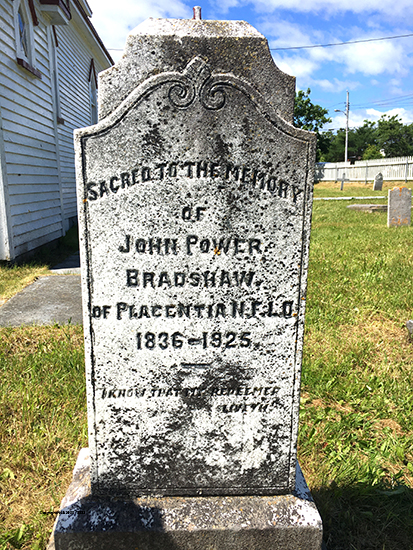 SACRED TO THE MEMORY
OF
JOHN POWER
BRADSHAW.
OF PLACENTIA N.F.L.D.
1836-1925.
I KNOW THAT MY REDEEMER
LIVETH.